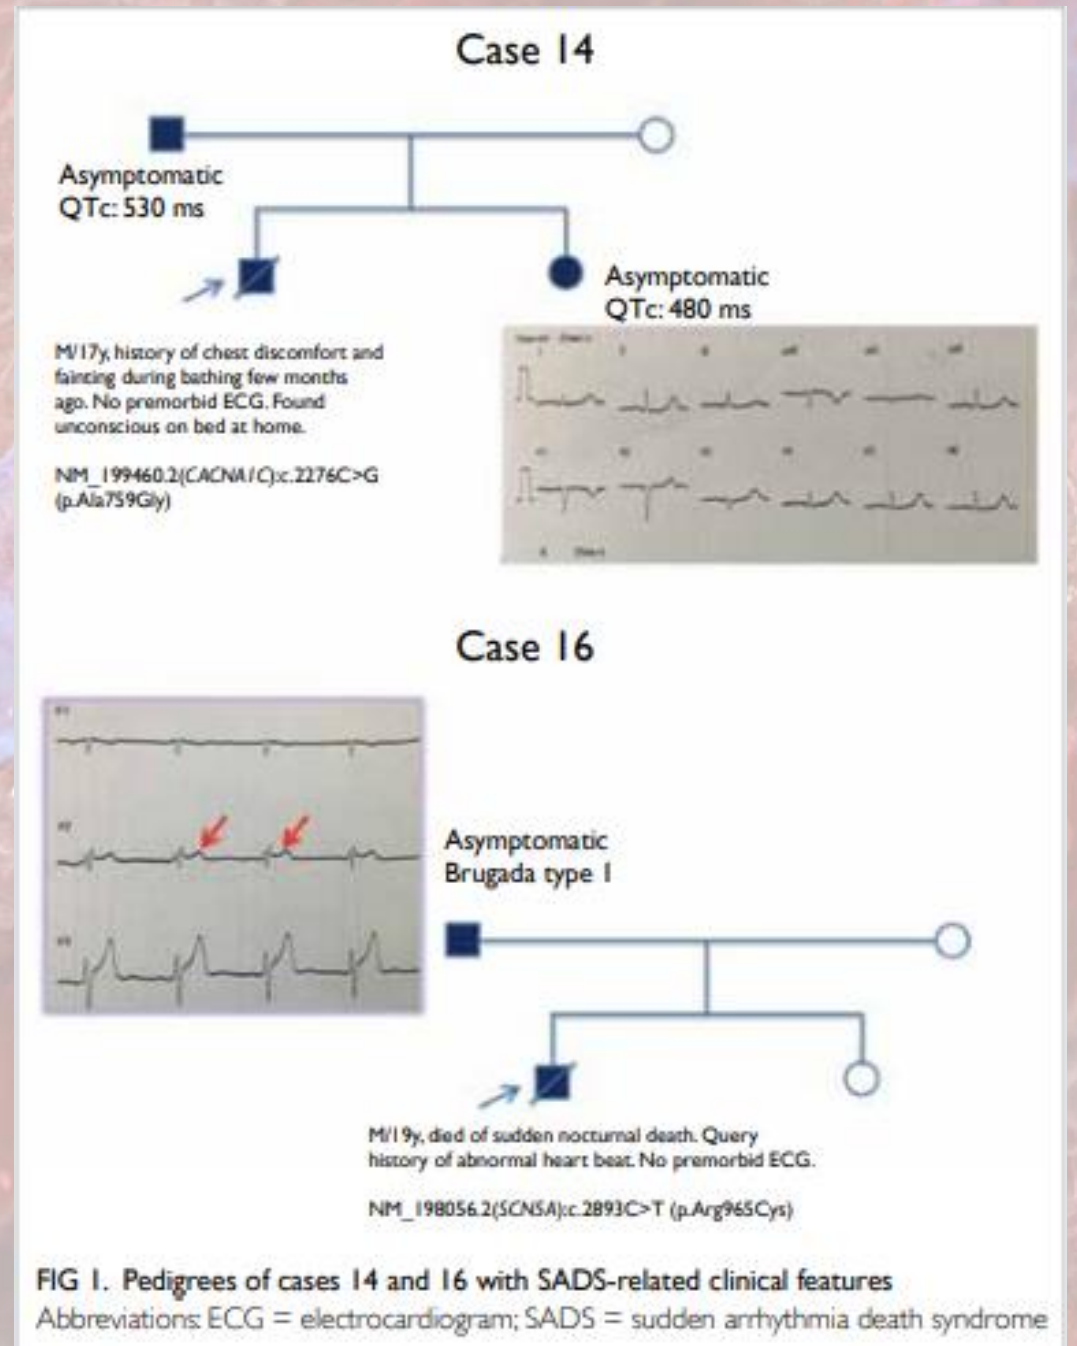 Case 14
Asymptomatic
QTc: 530 ms
Asymptomatic
QTc: 480 ms
M/17y, history of chest discomfort and
fainting during bathing few months
ago. No premorbid ECG. Found
unconscious on bed at home.
NM_199460.2(CACNA1C):c.2276C>G
(p.Ala759Gly)
Case 16
Asymptomatic
Brugada type 1
M/19y, died of sudden nocturnal death. Query
history of abnormal heart beat. No premorbid ECG.
NM_198056.2(SCN5A):c.2893C>T (p.Arg965Cys)
FIG 1. Pedigrees of cases 14 and 16 with SADS-related clinical features
Abbreviations: ECG = electrocardiogram; SADS = sudden arrhythmia death syndrome